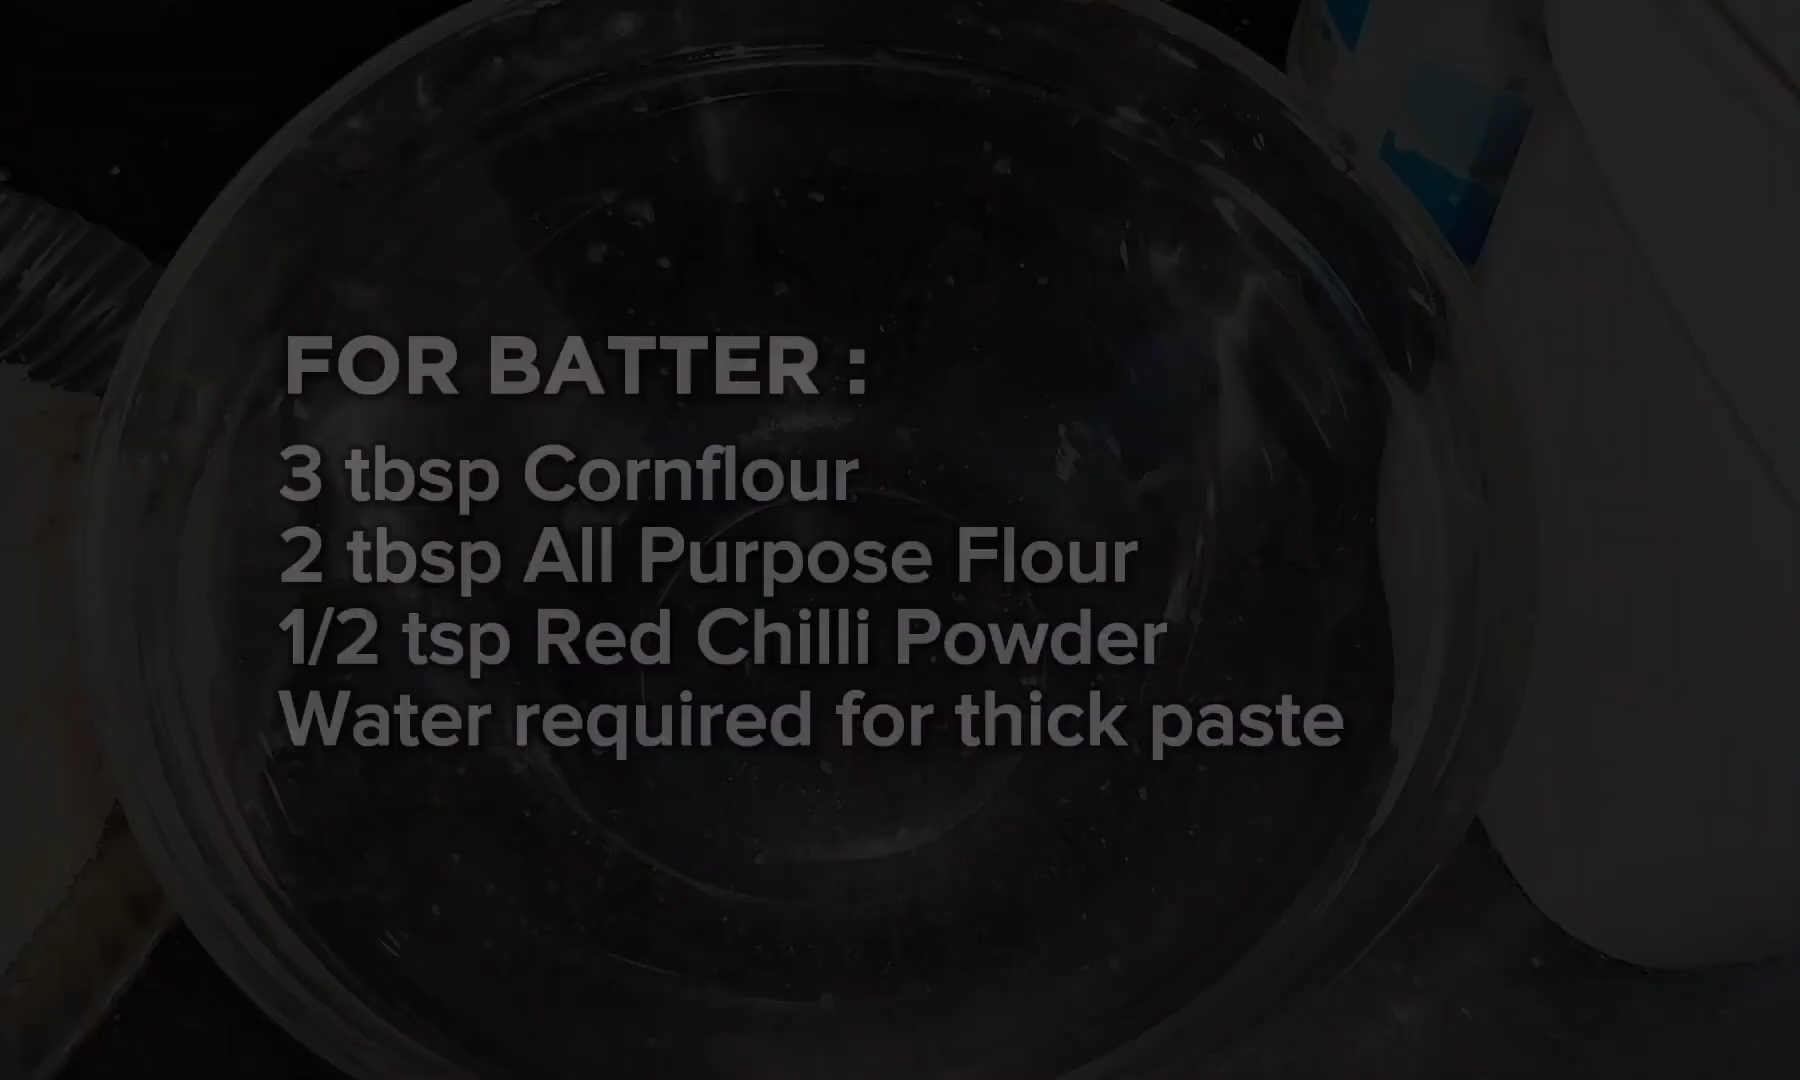 FOR BATTER :
3 tbsp Cornflour
2 tbsp All Purpose Flour
1/2 tsp Red Chilli Powder
Water required for thick paste